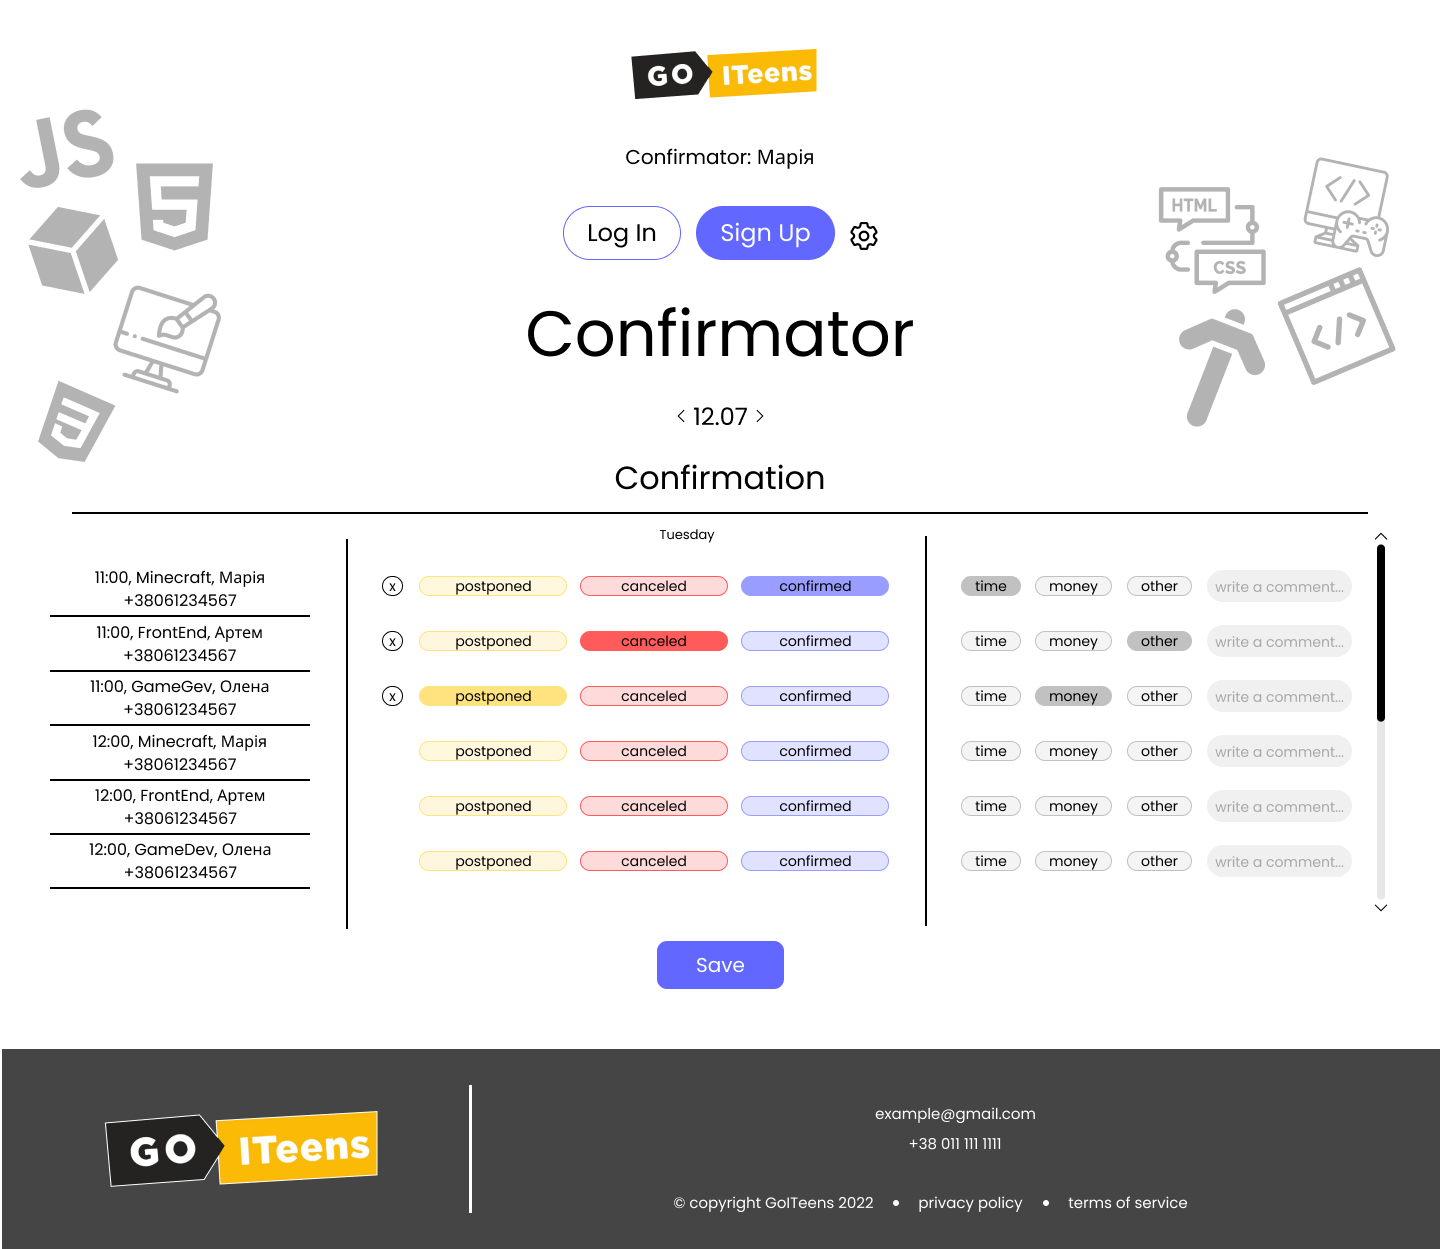 GO ITeens
Confirmator: Марія
JS
5
HTML
CSS
</>
</>
3
Log In
Sign Up
Confirmator
< 12.07 >
Confirmation
Tuesday
11:00, Minecraft, Марія
+38061234567
x postponed canceled confirmed time money other write a comment...
11:00, FrontEnd, Артем
+38061234567
x postponed canceled confirmed time money other write a comment...
11:00, GameGev, Олена
+38061234567
x postponed canceled confirmed time money other write a comment...
12:00, Minecraft, Марія
+38061234567
postponed canceled confirmed time money other write a comment...
12:00, FrontEnd, Артем
+38061234567
postponed canceled confirmed time money other write a comment...
12:00, GameDev, Олена
+38061234567
postponed canceled confirmed time money other write a comment...
Save
GO ITeens
example@gmail.com
+38 011 111 1111
© copyright GoITeens 2022 • privacy policy • terms of service